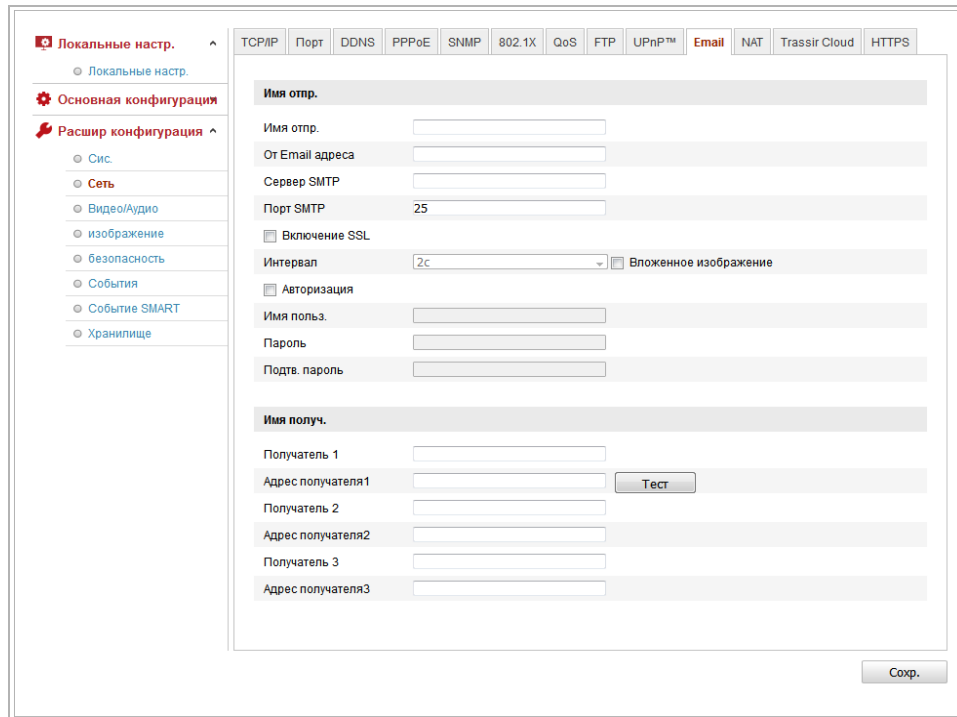 Локальные настр.
Локальные настр.
Основная конфигурация
Расшир конфигурация
Сис.
Сеть
Видео/Аудио
изображение
безопасность
События
Событие SMART
Хранилище
TCP/IP Порт DDNS PPPoE SNMP 802.1X QoS FTP UPnP™ Email NAT Trassir Cloud HTTPS
Имя отпр.
Имя отпр.
От Email адреса
Сервер SMTP
Порт SMTP 25
Включение SSL
Интервал 2с Вложенное изображение
Авторизация
Имя польз.
Пароль
Подтв. пароль
Имя получ.
Получатель 1
Адрес получателя1 Тест
Получатель 2
Адрес получателя2
Получатель 3
Адрес получателя3
Сохр.